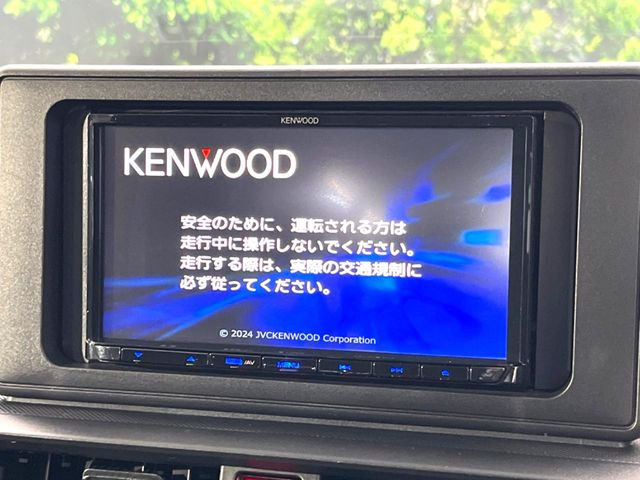 KENWOOD
KENWOOD
安全のために、運転される方は
走行中に操作しないでください。
走行する際は、実際の交通規制に
必ず従ってください。
© 2024 JVCKENWOOD Corporation
/AV
MENU